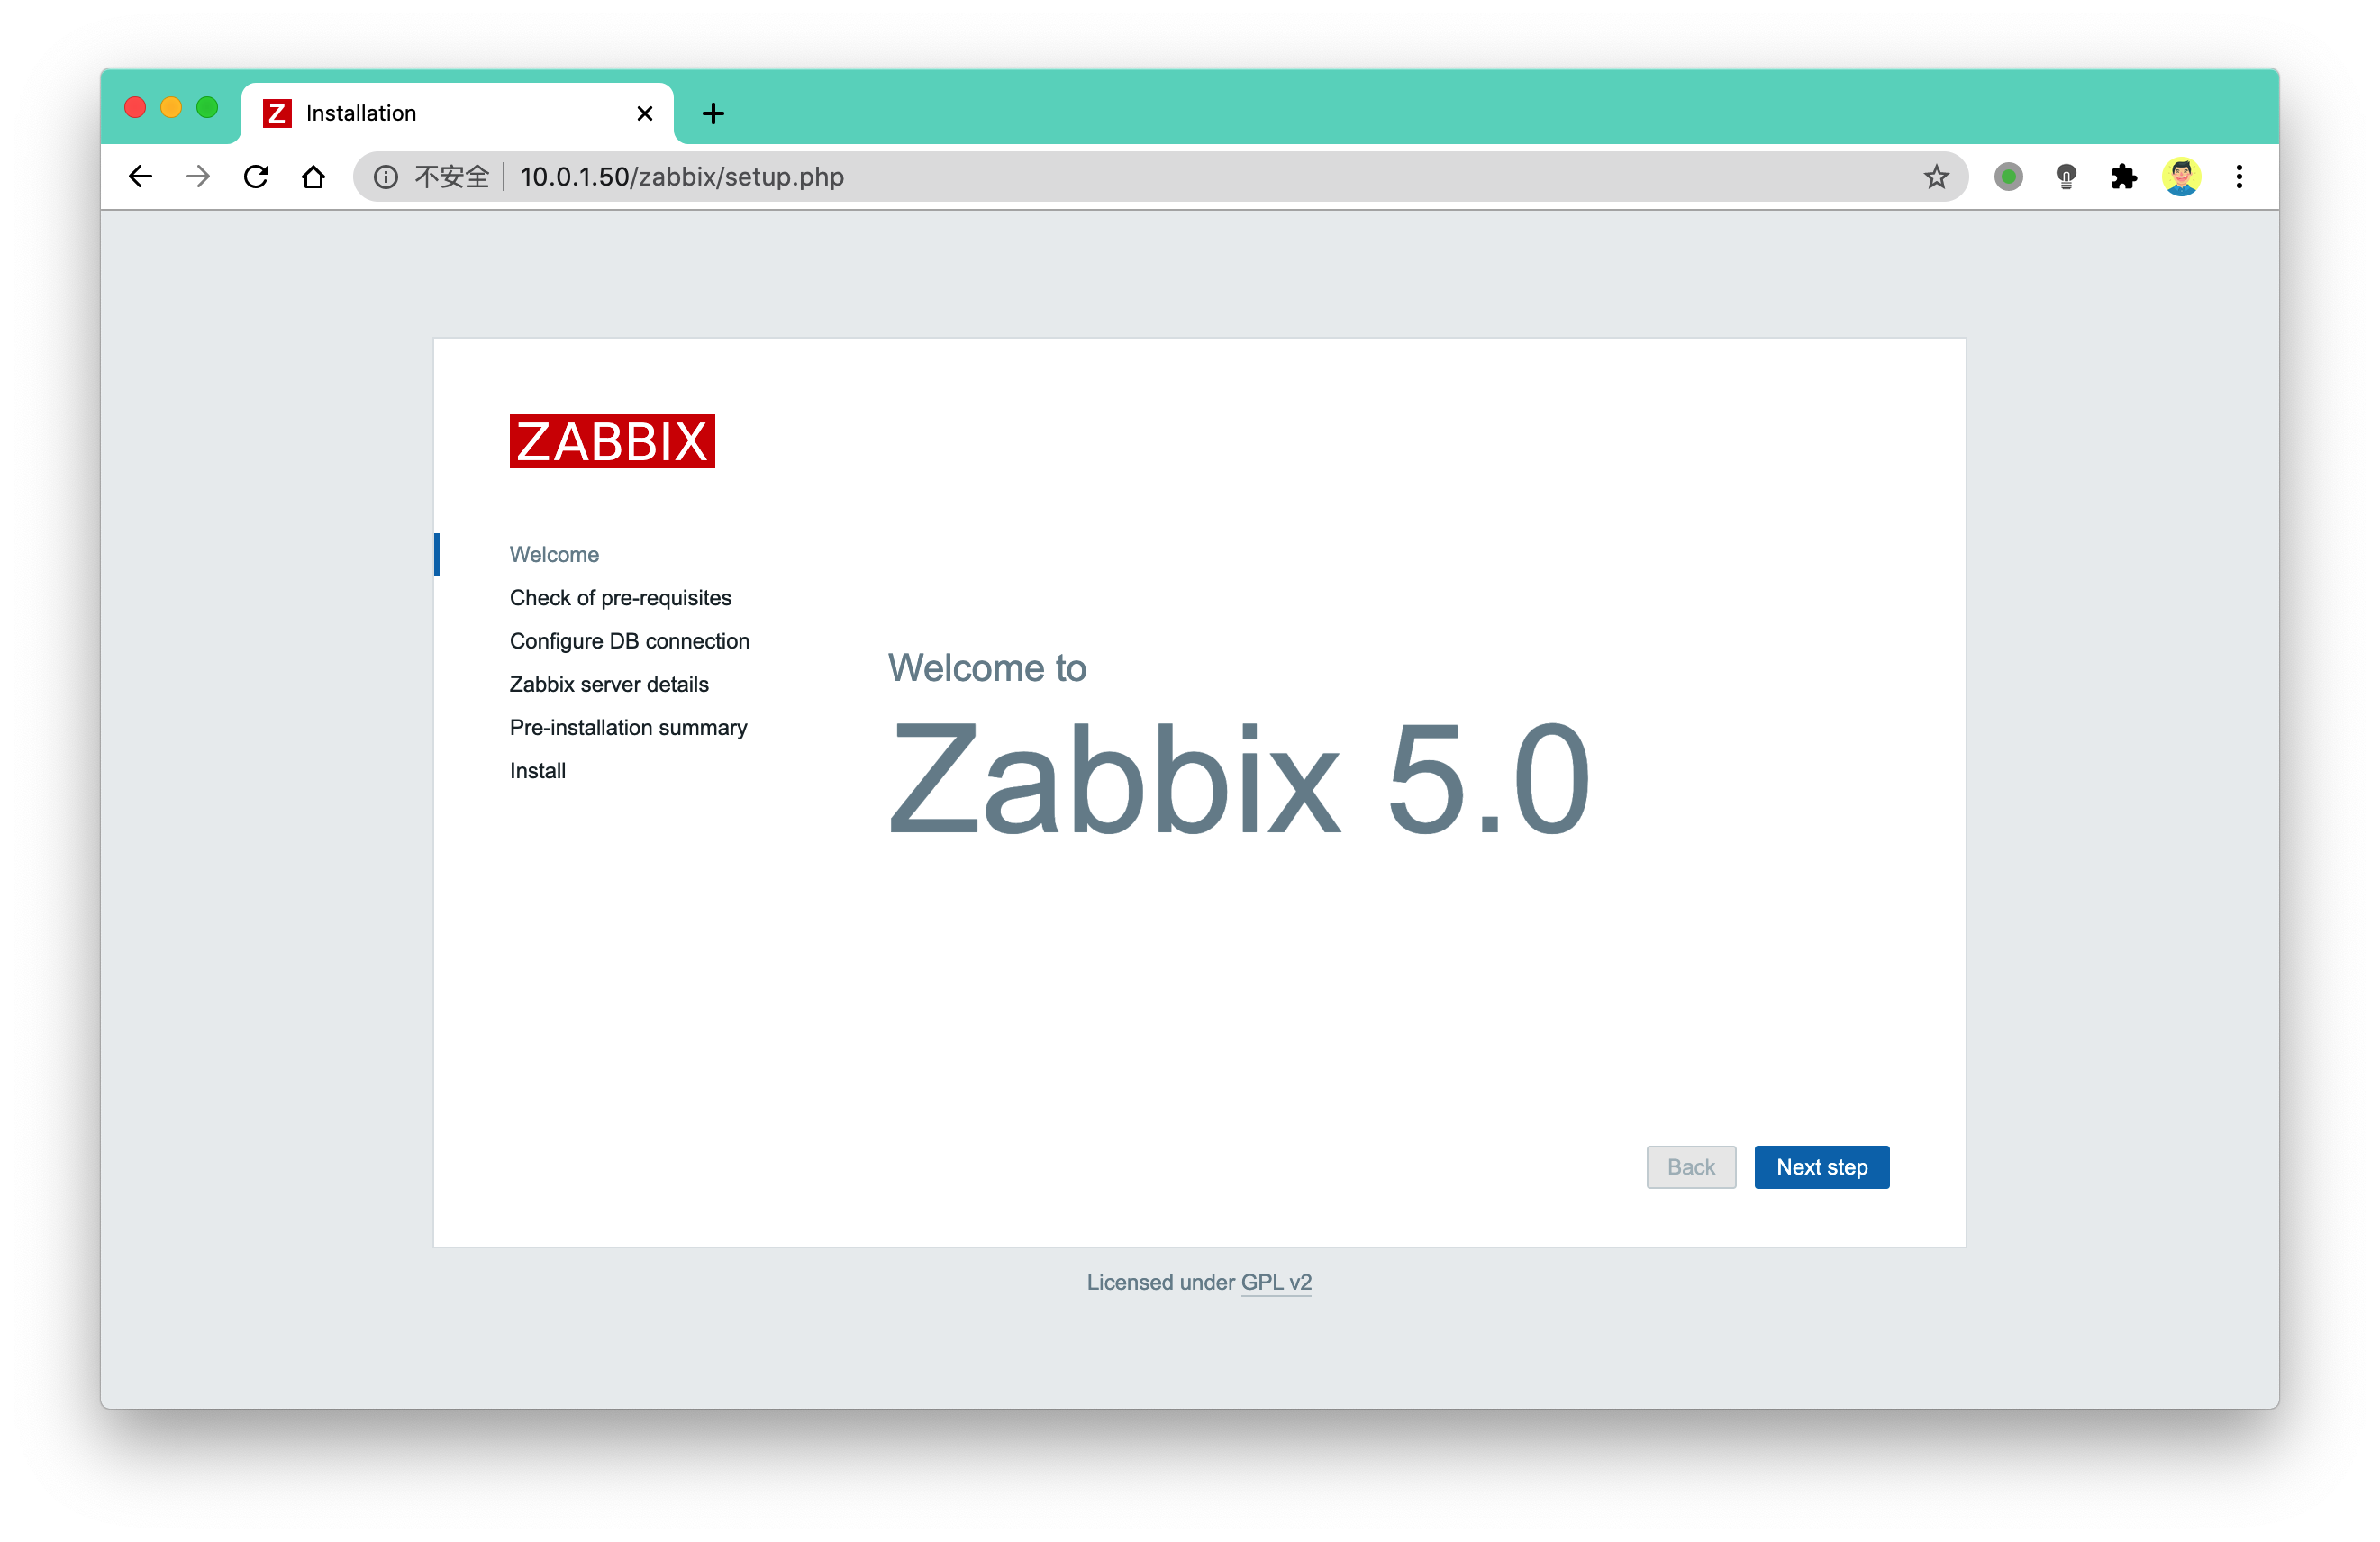 Z Installation
不安全 10.0.1.50/zabbix/setup.php
ZABBIX
Welcome
Check of pre-requisites
Configure DB connection
Zabbix server details
Pre-installation summary
Install
Welcome to
Zabbix 5.0
Back Next step
Licensed under GPL v2